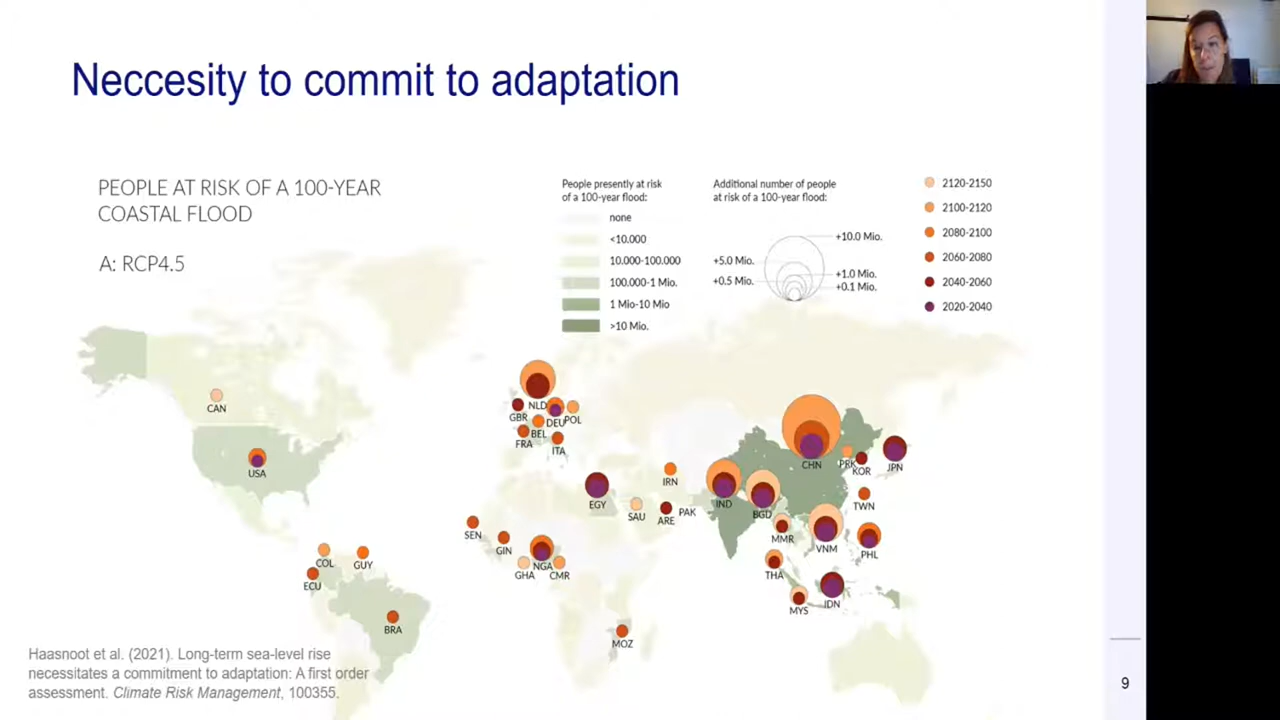 Neccesity to commit to adaptation
PEOPLE AT RISK OF A 100-YEAR
COASTAL FLOOD
A: RCP4.5
People presently at risk
of a 100-year flood:
none
<10.000
10.000-100.000
100.000-1 Mio.
1 Mio-10 Mio
>10 Mio.
Additional number of people
at risk of a 100-year flood:
+10.0 Mio.
+5.0 Mio.
+1.0 Mio.
+0.5 Mio.
+0.1 Mio.
2120-2150
2100-2120
2080-2100
2060-2080
2040-2060
2020-2040
CAN
USA
COL
GUY
ECU
BRA
NLD
GBR
DEU
POL
BEL
FRA
ITA
EGY
IRN
SAU
ARE
PAK
SEN
GIN
NGA
GHA
CMR
MOZ
CHN
PRK
KOR
JPN
IND
BGD
TWN
MMR
VNM
PHL
THA
MYS
IDN
Haasnoot et al. (2021). Long-term sea-level rise
necessitates a commitment to adaptation: A first order
assessment. Climate Risk Management, 100355.
9